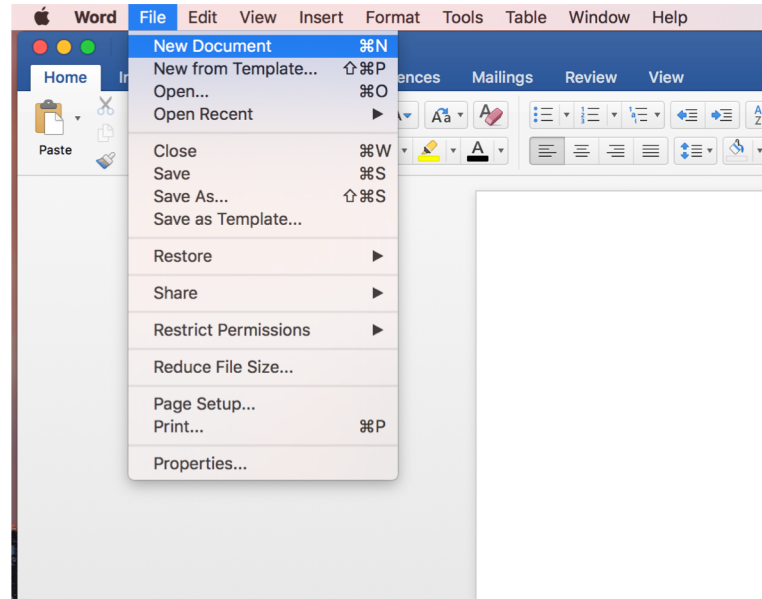 Word File Edit View Insert Format Tools Table Window Help
New Document ⌘N
New from Template... ⇧⌘P
Open... ⌘O
Open Recent ▶
Close ⌘W
Save ⌘S
Save As... ⇧⌘S
Save as Template...
Restore ▶
Share ▶
Restrict Permissions ▶
Reduce File Size...
Page Setup...
Print... ⌘P
Properties...
Home In ences Mailings Review View
Paste
Aa A
A